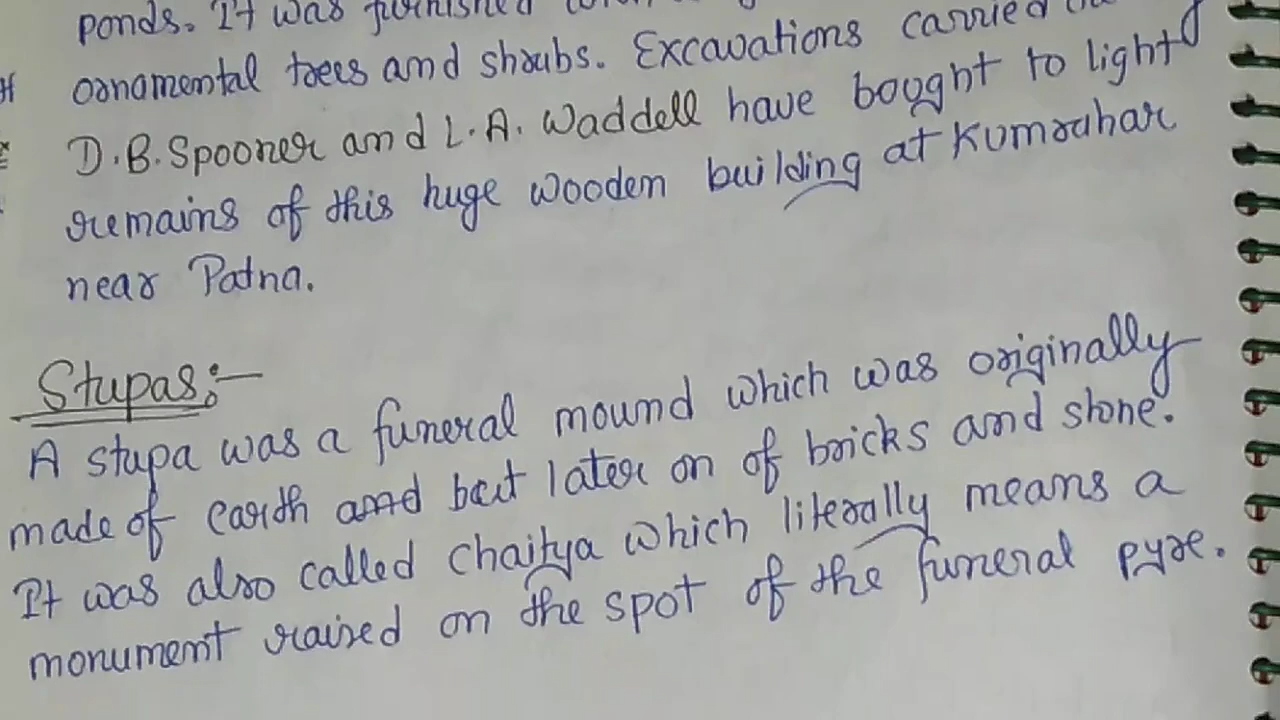 ponds. It was furnished
ornamental trees and shrubs. Excavations carried
D.B. Spooner and L.A. Waddell have bought to light
remains of this huge wooden building at Kumrahar
near Patna.
Stupas:-
A stupa was a funeral mound which was originally
made of earth and but later on of bricks and stone.
It was also called Chaitya which literally means a
monument raised on the spot of the funeral pyre.